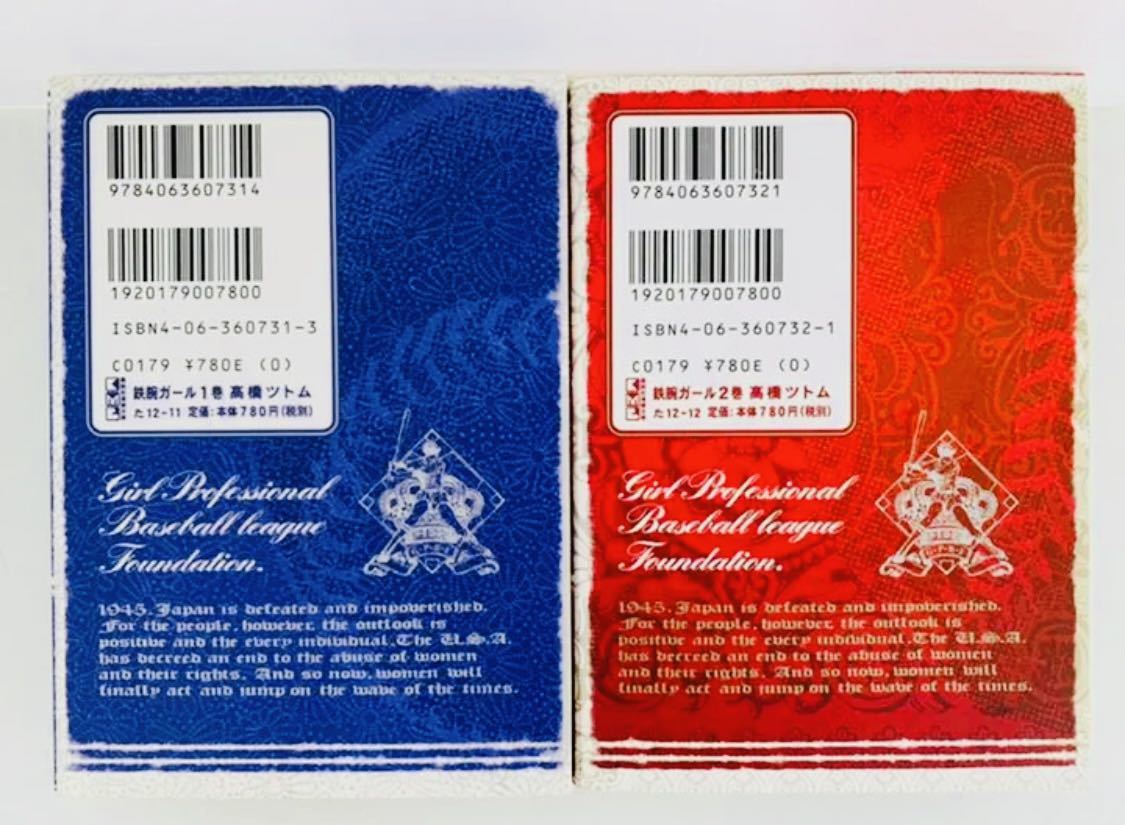 9784063607314
1920179007800
ISBN4-06-360731-3
C0179 ¥780E (0)
鉄腕ガール1巻 高橋ツトム
た12-11 定価:本体780円(税別)
Girl Professional
Baseball league
Foundation.
1945. Japan is defeated and impoverished.
For the people, however, the outlook is
positive and the every individual. The U.S.A.
has decreed an end to the abuse of women
and their rights. And so now, women will
finally act and jump on the wave of the times.
9784063607321
1920179007800
ISBN4-06-360732-1
C0179 ¥780E (0)
鉄腕ガール2巻 高橋ツトム
た12-12 定価:本体780円(税別)
Girl Professional
Baseball league
Foundation.
1945. Japan is defeated and impoverished.
For the people, however, the outlook is
positive and the every individual. The U.S.A.
has decreed an end to the abuse of women
and their rights. And so now, women will
finally act and jump on the wave of the times.